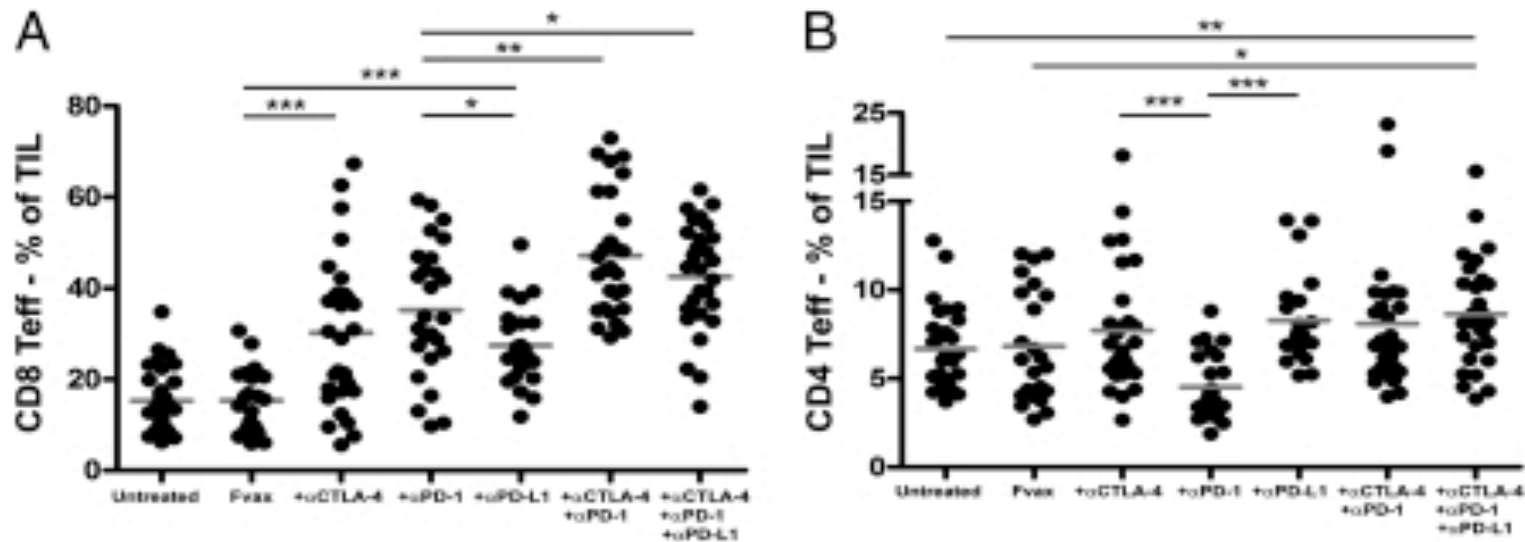 A
CD8 Teff - % of TIL
80
60
40
20
0
***
***
*
**
*
Untreated
Fvax
+αCTLA-4
+αPD-1
+αPD-L1
+αCTLA-4
+αPD-1
+αCTLA-4
+αPD-1
+αPD-L1
B
CD4 Teff - % of TIL
25
15
15
10
5
0
**
*
***
***
Untreated
Fvax
+αCTLA-4
+αPD-1
+αPD-L1
+αCTLA-4
+αPD-1
+αCTLA-4
+αPD-1
+αPD-L1